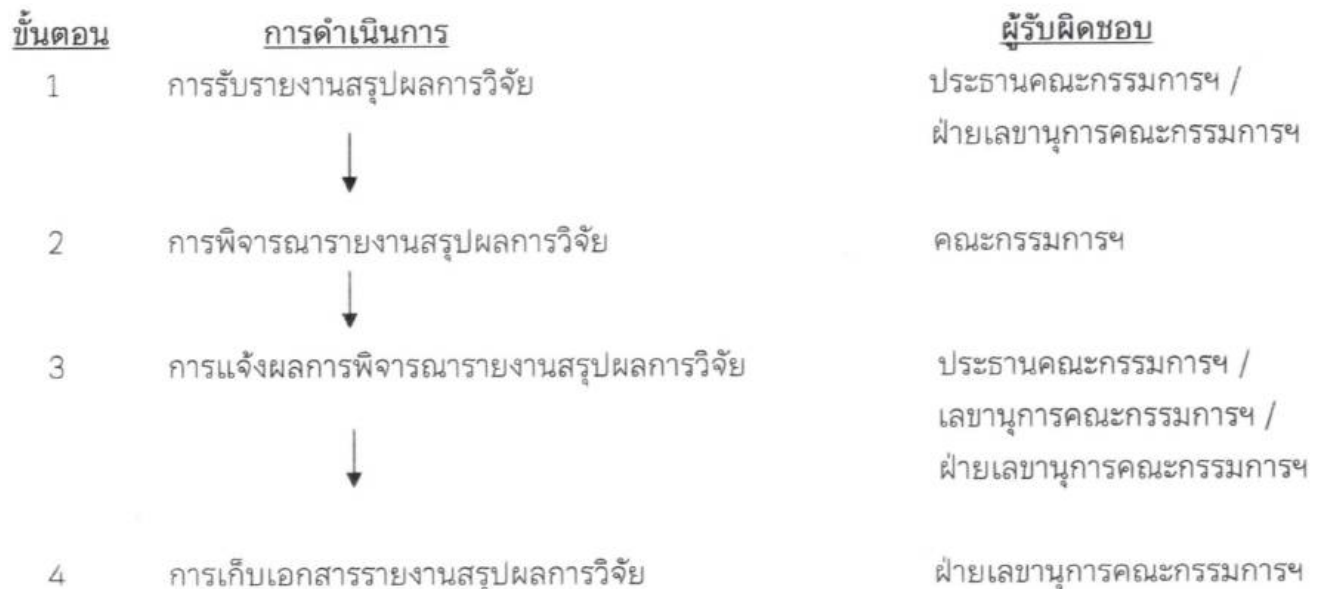 ขั้นตอน การดำเนินการ ผู้รับผิดชอบ
1 การรับรายงานสรุปผลการวิจัย ประธานคณะกรรมการฯ /
ฝ่ายเลขานุการคณะกรรมการฯ
2 การพิจารณารายงานสรุปผลการวิจัย คณะกรรมการฯ
3 การแจ้งผลการพิจารณารายงานสรุปผลการวิจัย ประธานคณะกรรมการฯ /
เลขานุการคณะกรรมการฯ /
ฝ่ายเลขานุการคณะกรรมการฯ
4 การเก็บเอกสารรายงานสรุปผลการวิจัย ฝ่ายเลขานุการคณะกรรมการฯ